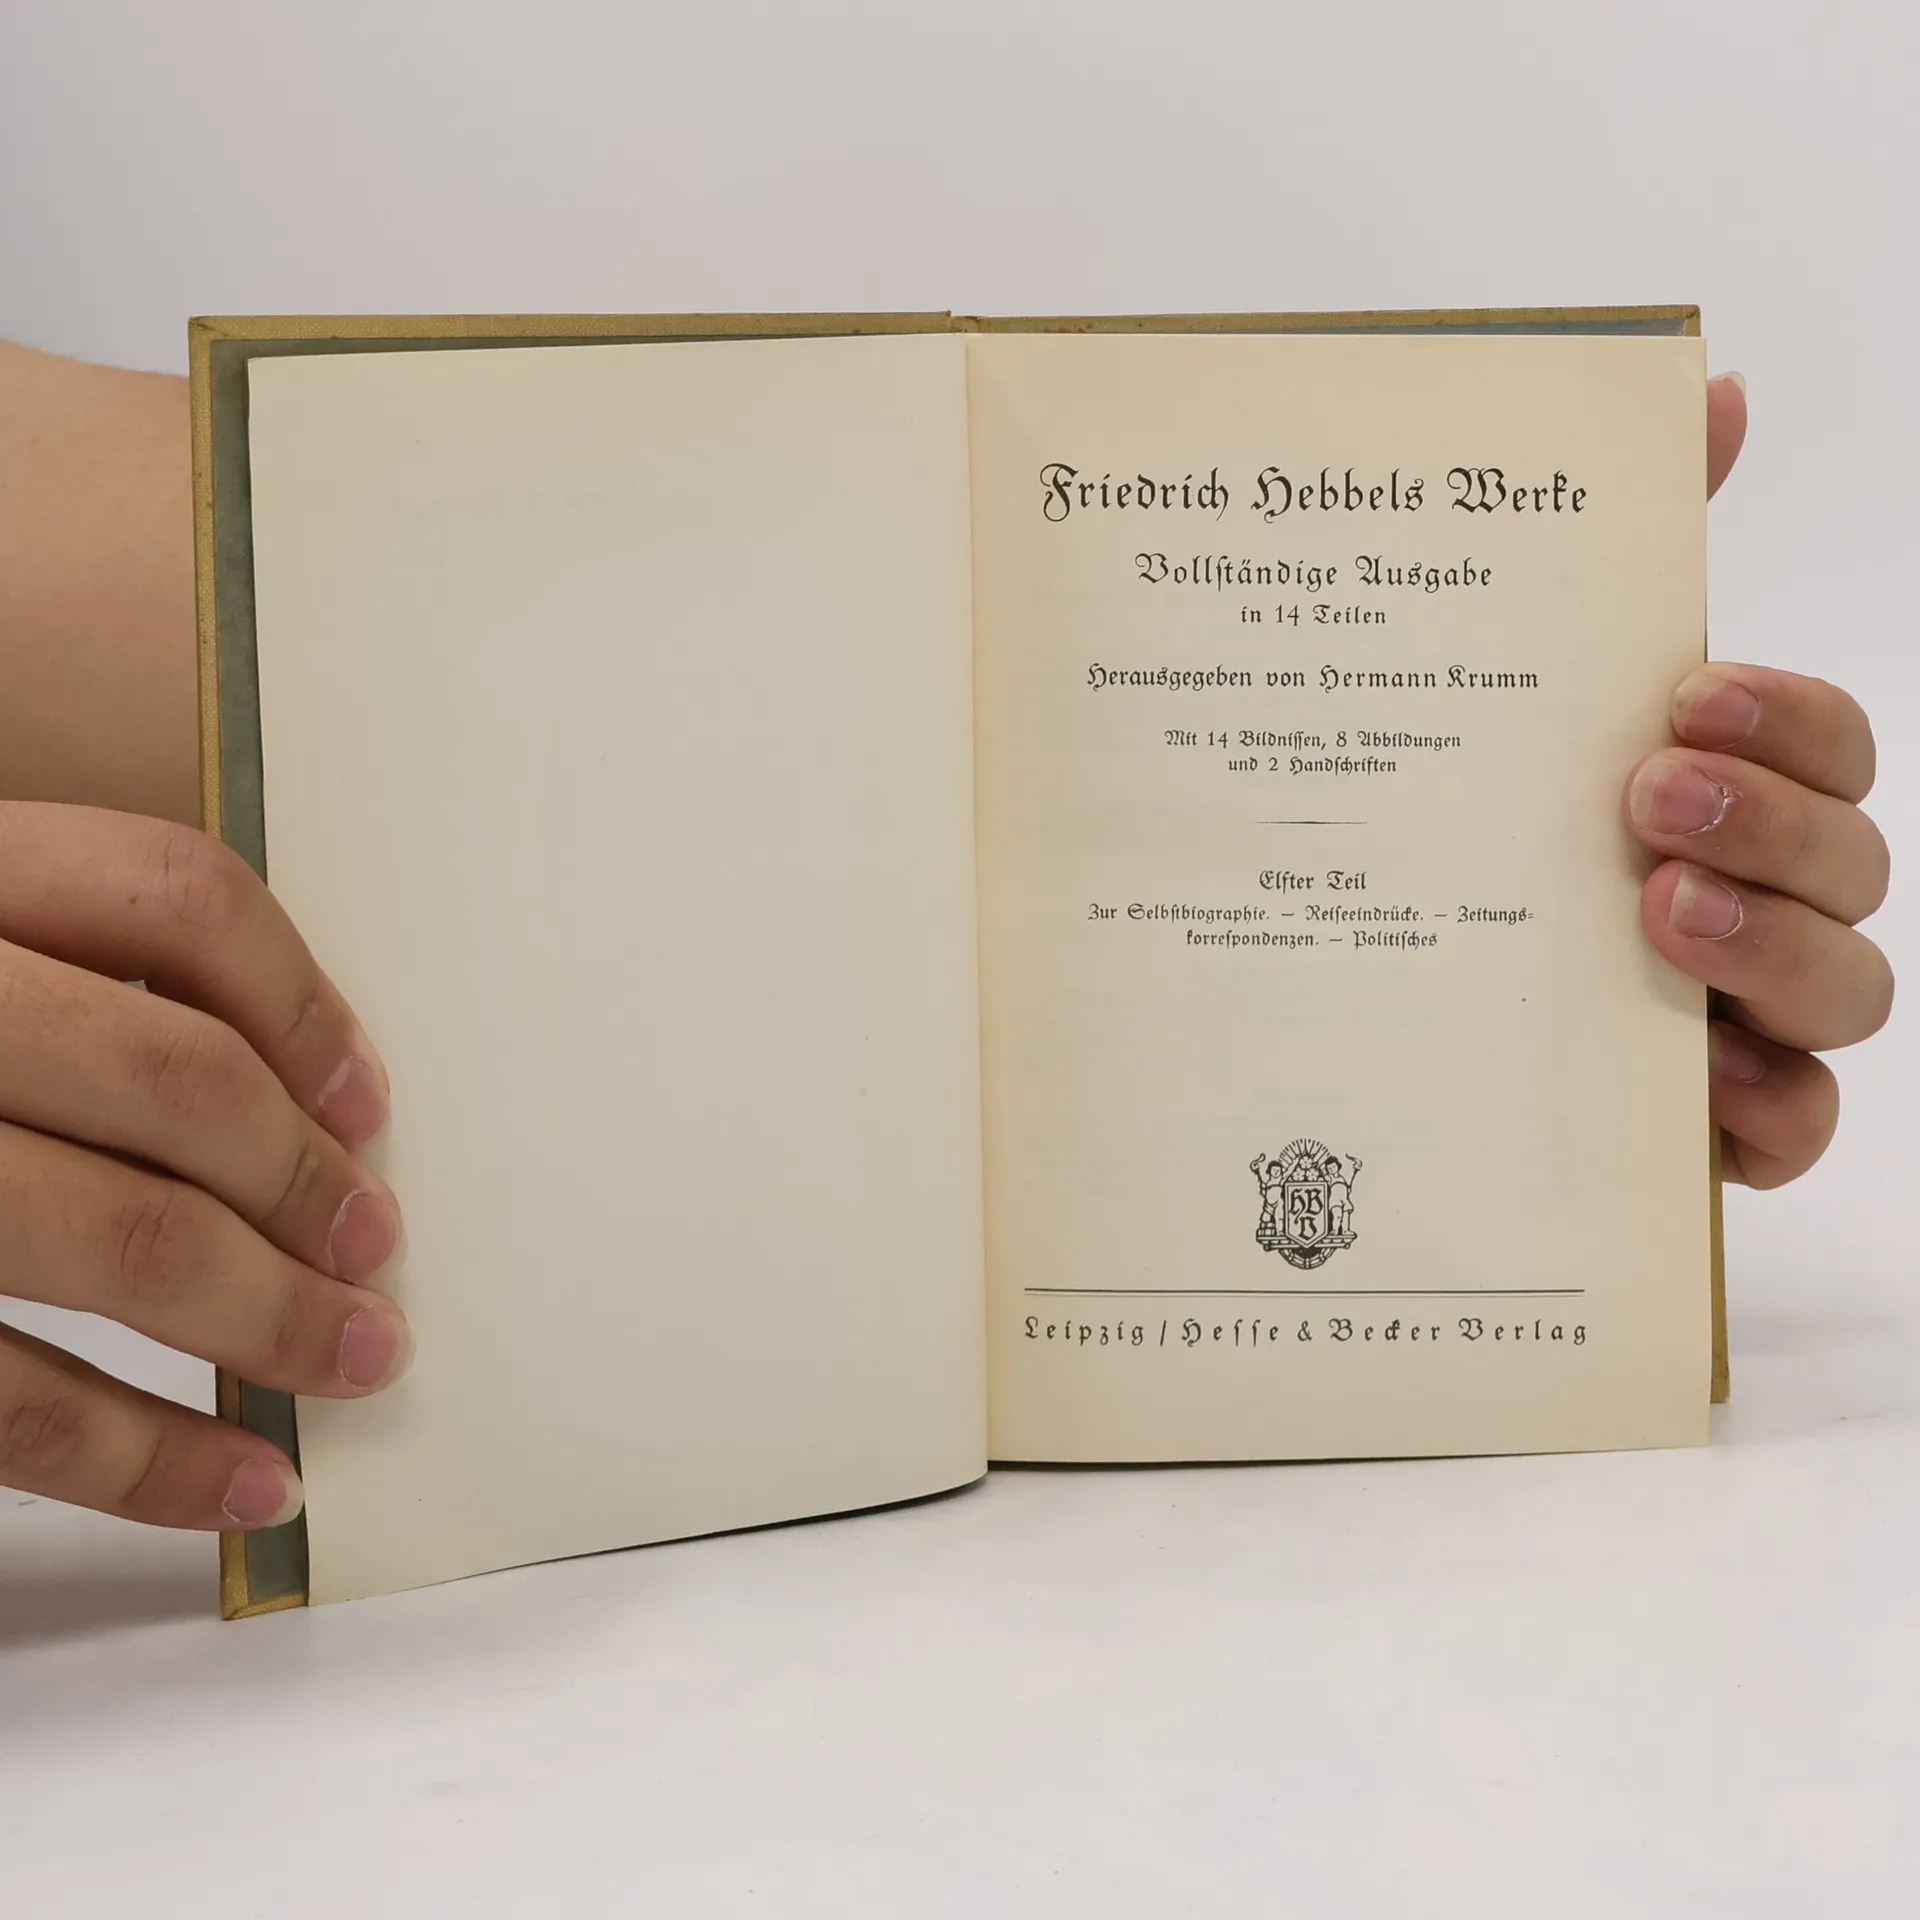 Friedrich Hebbels Werke
Vollſtändige Ausgabe
in 14 Teilen
Herausgegeben von Hermann Krumm
Mit 14 Bildniſſen, 8 Abbildungen
und 2 Handſchriften
Elfter Teil
Zur Selbſtbiographie. — Reiſeeindrücke. — Zeitungs⸗
korreſpondenzen. — Politiſches
HB
V
Leipzig / Heſſe & Becker Verlag